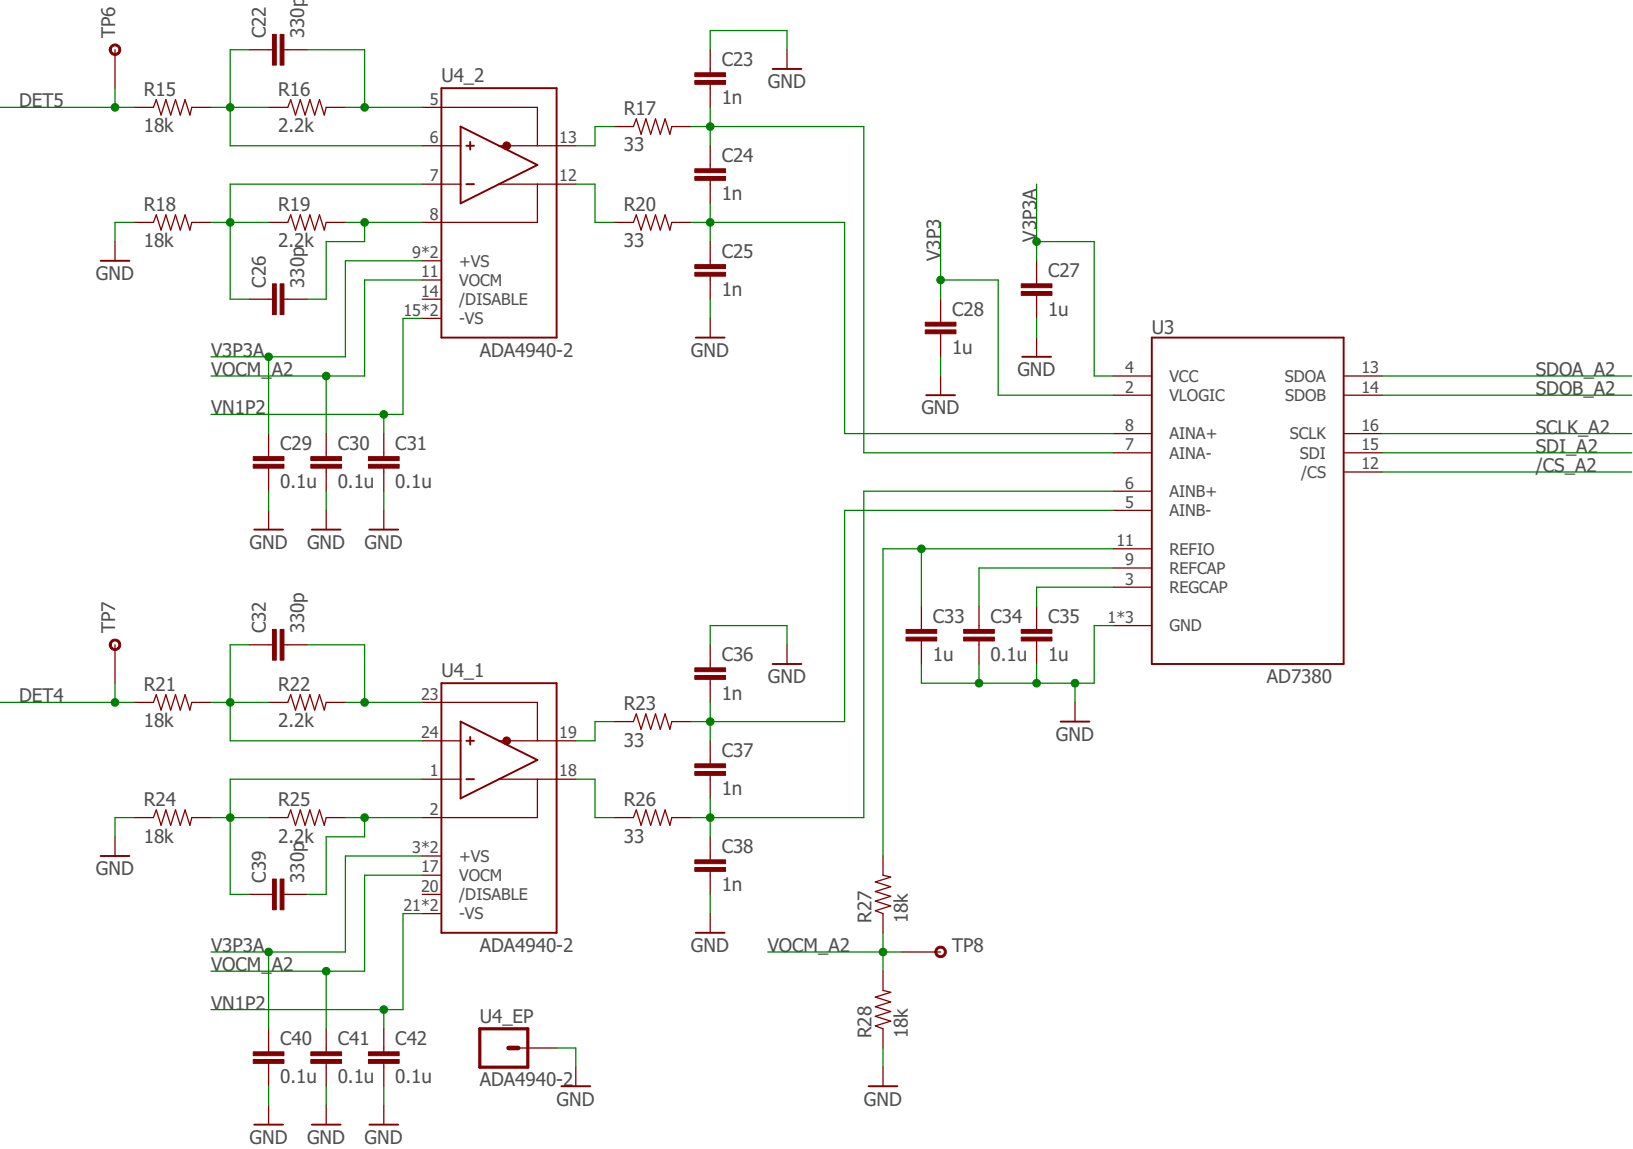 TP6
C22
330p
DET5
R15
18k
R16
2.2k
R18
18k
R19
2.2k
C26
330p
GND
U4_2
5
6
7
8
9*2
11
14
15*2
+
-
+VS
VOCM
/DISABLE
-VS
13
12
ADA4940-2
V3P3A
VOCM_A2
VN1P2
C29
0.1u
C30
0.1u
C31
0.1u
GND
GND
GND
R17
33
R20
33
C23
1n
GND
C24
1n
C25
1n
GND
V3P3
V3P3A
C28
1u
GND
C27
1u
GND
U3
4
2
8
7
6
5
11
9
3
1*3
VCC
VLOGIC
AINA+
AINA-
AINB+
AINB-
REFIO
REFCAP
REGCAP
GND
SDOA
SDOB
SCLK
SDI
/CS
13
14
16
15
12
SDOA_A2
SDOB_A2
SCLK_A2
SDI_A2
/CS_A2
AD7380
C33
1u
C34
0.1u
C35
1u
GND
TP7
C32
330p
DET4
R21
18k
R22
2.2k
R24
18k
R25
2.2k
C39
330p
GND
U4_1
23
24
1
2
3*2
17
20
21*2
+
-
+VS
VOCM
/DISABLE
-VS
19
18
ADA4940-2
V3P3A
VOCM_A2
VN1P2
C40
0.1u
C41
0.1u
C42
0.1u
GND
GND
GND
R23
33
R26
33
C36
1n
GND
C37
1n
C38
1n
GND
U4_EP
ADA4940-2
GND
R27
18k
VOCM_A2
TP8
R28
18k
GND